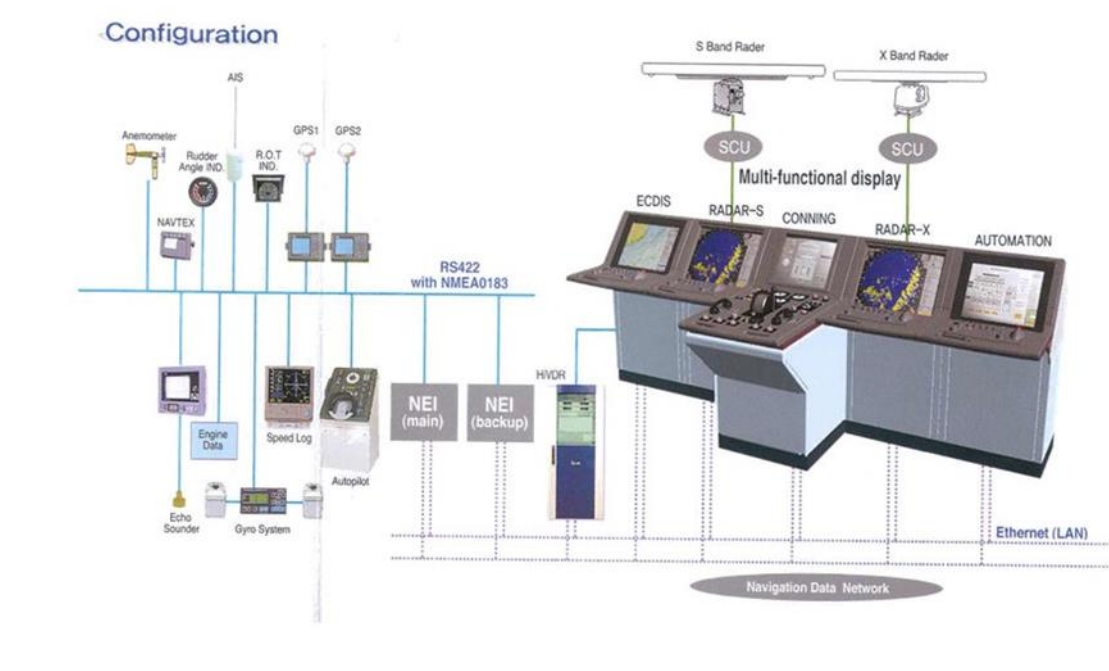 Configuration
S Band Rader
X Band Rader
AIS
Anemometer
GPS1
GPS2
Rudder
Angle IND.
R.O.T
IND.
SCU
SCU
Multi-functional display
ECDIS
RADAR-S
CONNING
RADAR-X
AUTOMATION
NAVTEX
RS422
with NMEA0183
HiVDR
NEI
(main)
NEI
(backup)
Engine
Data
Speed Log
Autopilot
Echo
Sounder
Gyro System
Ethernet (LAN)
Navigation Data Network